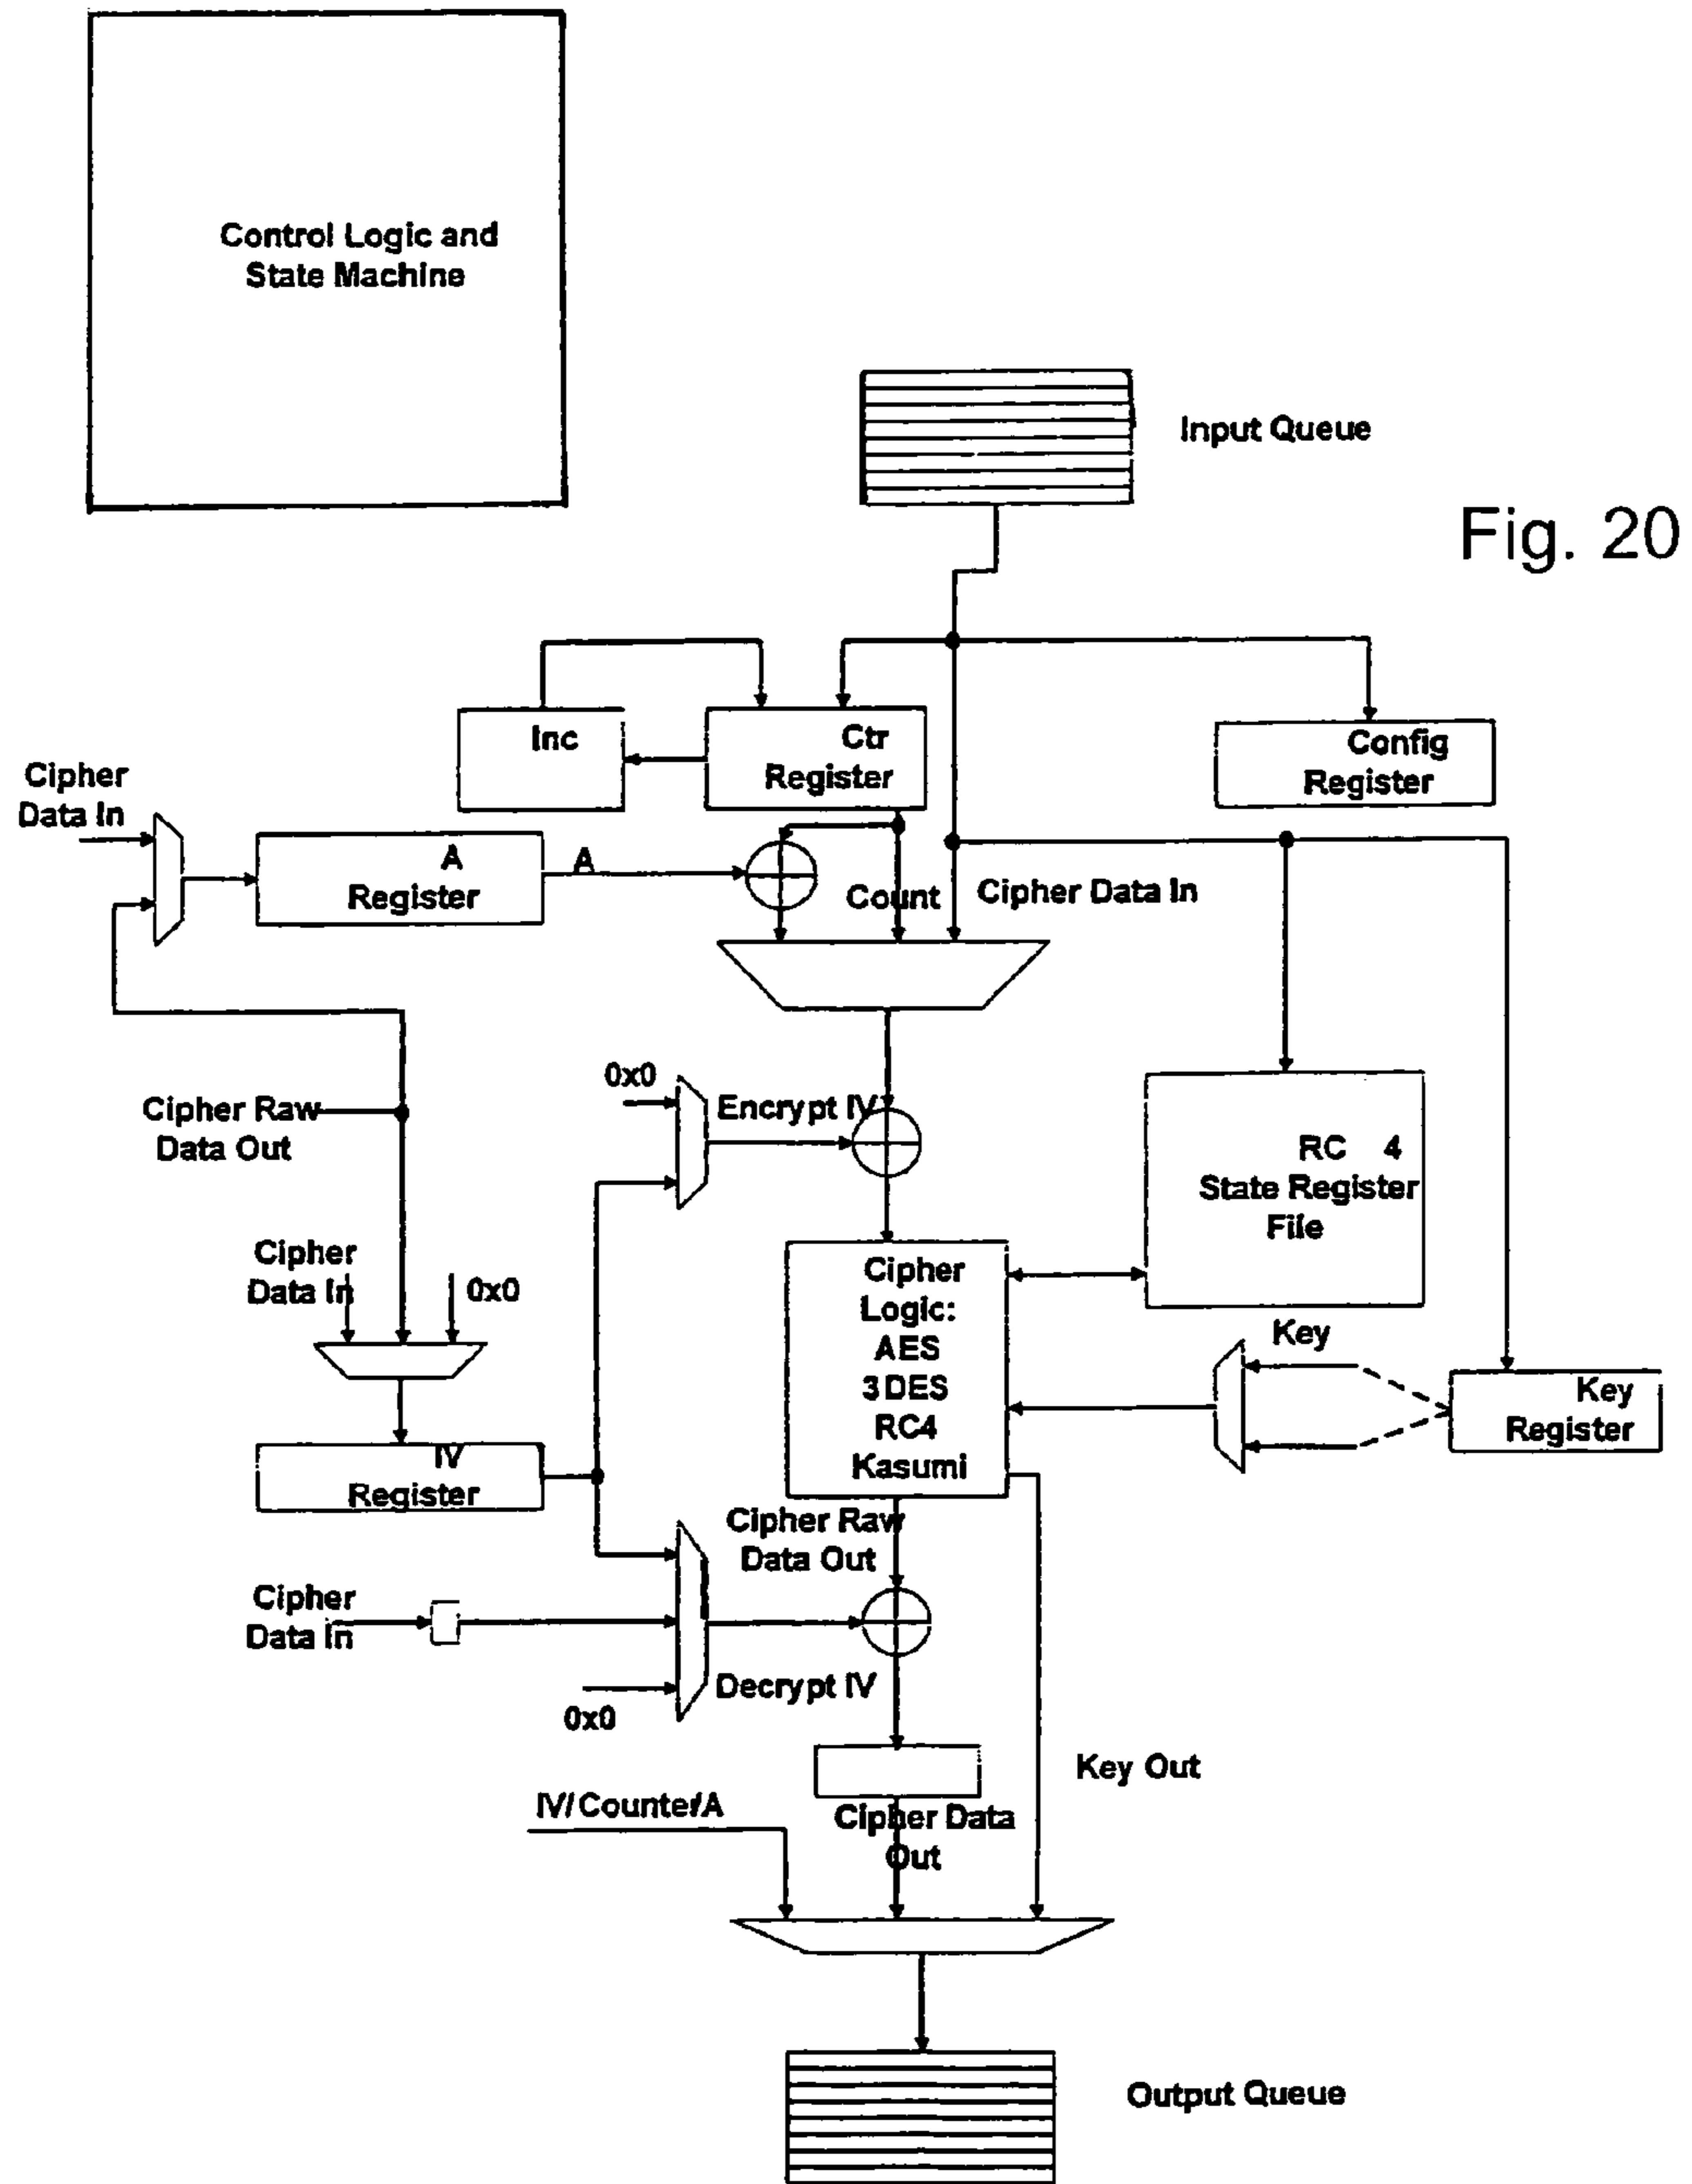 Control Logic and
State Machine
Input Queue
Fig. 20
Inc
Ctr
Register
Config
Register
Cipher
Data In
A
Register
A
Count
Cipher Data In
0x0
Encrypt IV
Cipher Raw
Data Out
RC 4
State Register
File
Cipher
Data In
0x0
Cipher
Logic:
AES
3DES
RC4
Kasumi
Key
Key
Register
IV
Register
Cipher Raw
Data Out
Cipher
Data In
Decrypt IV
0x0
Key Out
IV/Counter/A
Cipher Data
Out
Output Queue